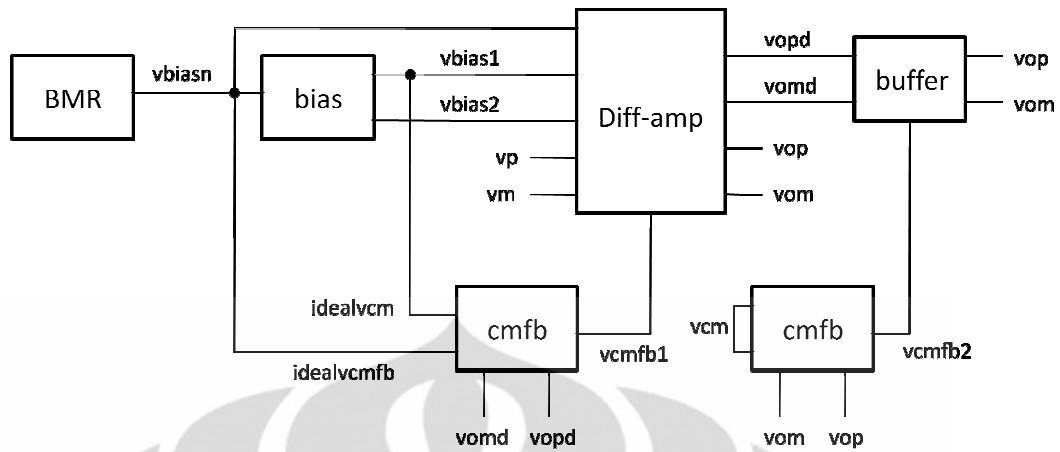 BMR
vbiasn
bias
vbias1
vbias2
vp
vm
Diff-amp
vopd
vomd
vop
vom
buffer
vop
vom
idealvcm
idealvcmfb
cmfb
vcmfb1
vomd vopd
vcm
cmfb
vcmfb2
vom vop